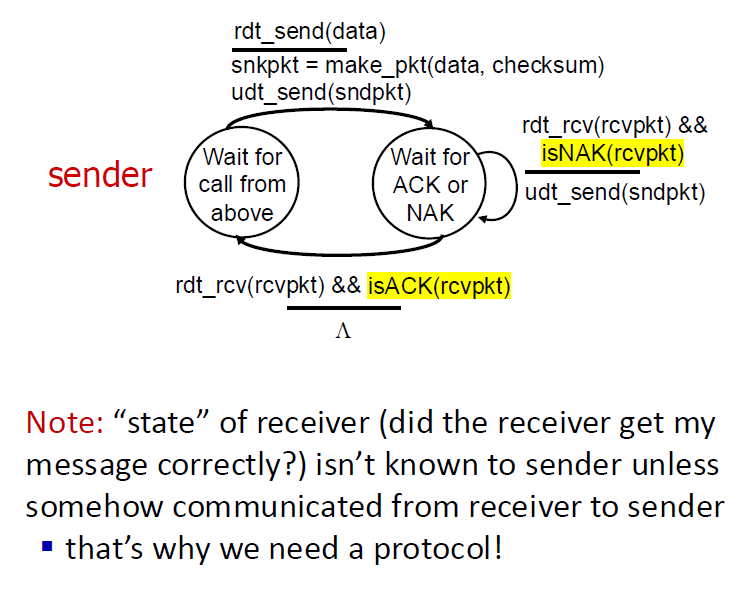 rdt_send(data)
snkpkt = make_pkt(data, checksum)
udt_send(sndpkt)
sender
Wait for
call from
above
Wait for
ACK or
NAK
rdt_rcv(rcvpkt) &&
isNAK(rcvpkt)
udt_send(sndpkt)
rdt_rcv(rcvpkt) && isACK(rcvpkt)
Λ
Note: “state” of receiver (did the receiver get my
message correctly?) isn’t known to sender unless
somehow communicated from receiver to sender
▪ that’s why we need a protocol!